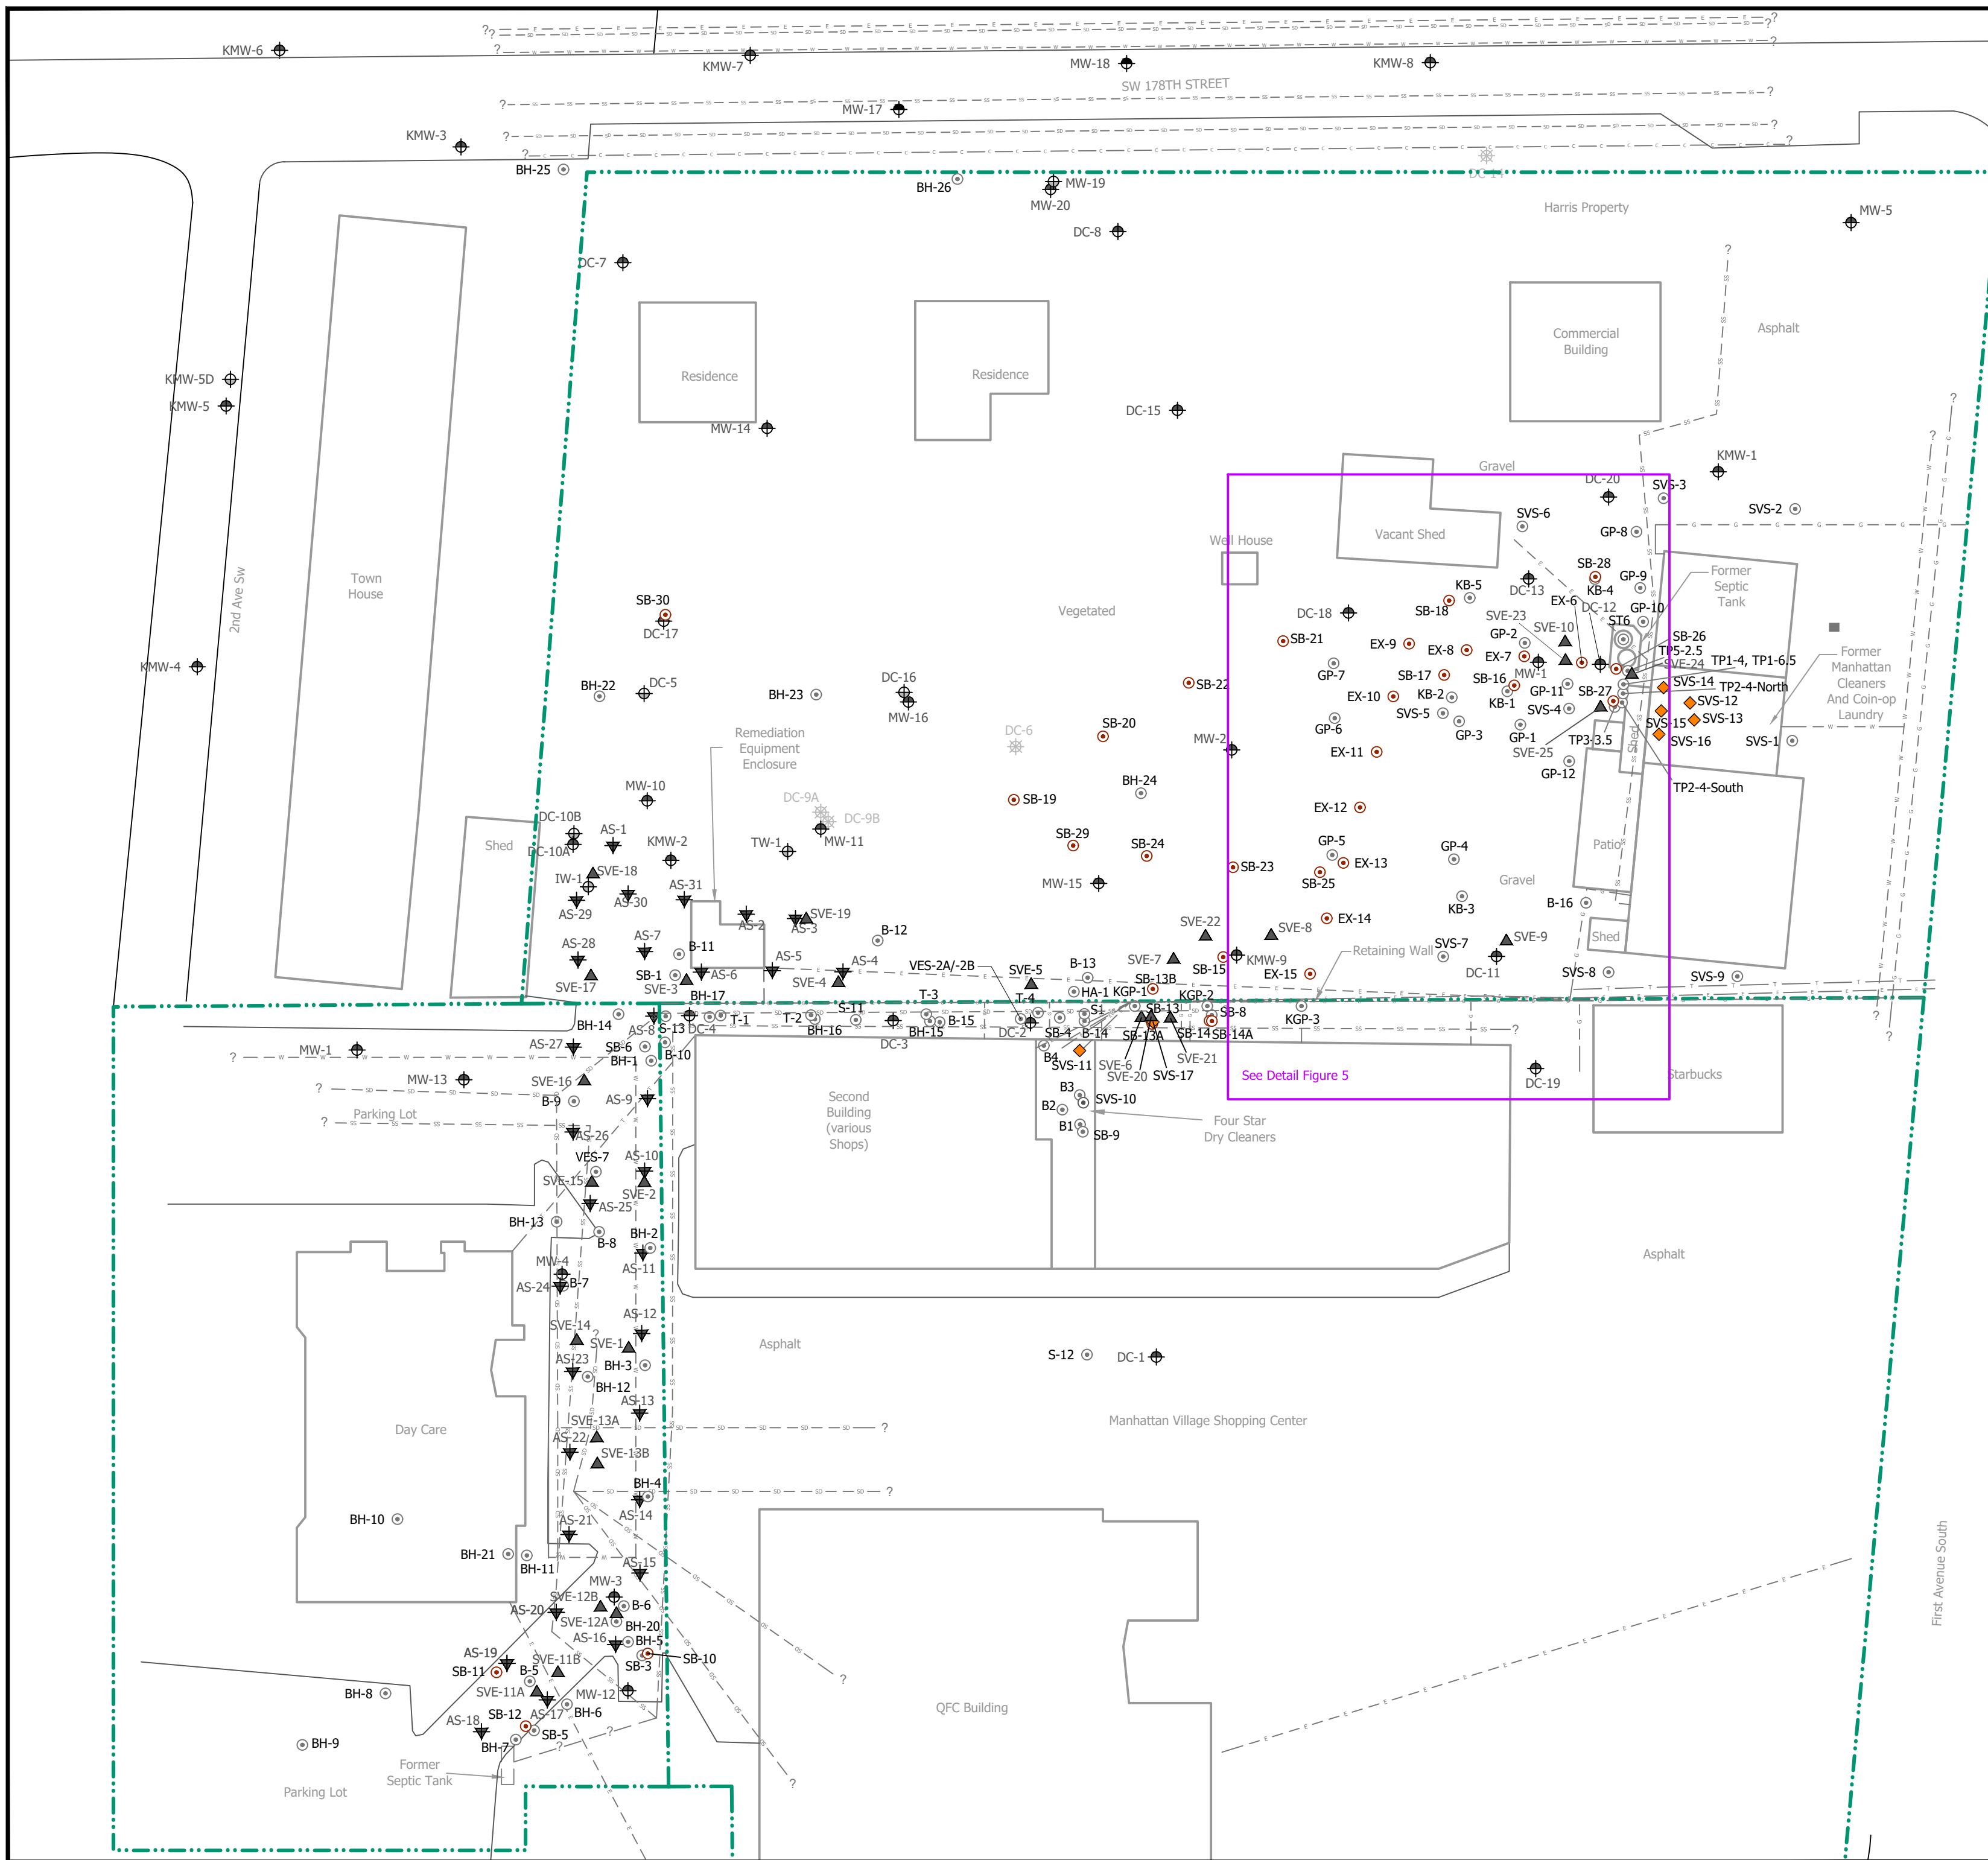 KMW-6
KMW-7
MW-18
KMW-8
SW 178TH STREET
MW-17
KMW-3
BH-25
BH-26
MW-19
MW-20
DC-14
Harris Property
MW-5
DC-8
DC-7
Commercial
Building
Asphalt
KMW-5D
KMW-5
Residence
Residence
MW-14
DC-15
Gravel
KMW-1
DC-20
SVS-3
SVS-2
SVS-6
GP-8
Vacant Shed
Well House
Town
House
2nd Ave Sw
SB-30
DC-17
Vegetated
DC-18
KB-5
SB-18
DC-13
SB-28
KB-4
GP-9
Former
Septic
Tank
EX-6
DC-12
GP-10
SVE-23
SVE-10
ST6
SB-26
TP5-2.5
TP1-4, TP1-6.5
SVE-24
SVS-14
TP2-4-North
SVS-12
SVS-13
SVS-15
SVS-16
SVS-1
Former
Manhattan
Cleaners
And Coin-op
Laundry
SB-21
EX-9
EX-8
GP-2
EX-7
MW-1
GP-7
SB-17
SB-16
GP-11
SB-27
KMW-4
BH-22
DC-5
BH-23
DC-16
MW-16
SB-22
EX-10
KB-2
KB-1
SVS-5
SVS-4
GP-6
GP-3
GP-1
TP3-3.5
SVE-25
Shed
SB-20
DC-6
MW-2
EX-11
GP-12
TP2-4-South
Remediation
Equipment
Enclosure
BH-24
MW-10
DC-9A
DC-9B
MW-11
SB-19
EX-12
DC-10B
DC-10A
Shed
AS-1
KMW-2
TW-1
SB-29
SB-24
GP-5
EX-13
GP-4
Patio
SB-23
SB-25
SVE-18
IW-1
AS-29
AS-30
AS-31
MW-15
Gravel
KB-3
B-16
AS-2
AS-3
SVE-19
EX-14
B-12
SVE-22
SVE-8
Retaining Wall
SVE-9
Shed
AS-7
AS-28
B-11
SB-1
SVE-17
SVE-3
AS-6
AS-5
AS-4
SVE-4
VES-2A/-2B
SVE-5
B-13
SVE-7
SB-15
KMW-9
EX-15
SVS-7
DC-11
SVS-8
SVS-9
BH-17
HA-1
SB-13B
KGP-1
KGP-2
KGP-3
BH-14
AS-8
S-13
DC-4
T-1
T-2
BH-16
S-11
T-3
BH-15
B-15
T-4
DC-2
SB-4
B-14
S1
SB-13
SB-13A
SB-14
SB-8
SB-14A
DC-3
MW-1
AS-27
SB-6
BH-1
B-10
B4
SVS-11
SVE-6
SVE-20
SVS-17
SVE-21
See Detail Figure 5
DC-19
Starbucks
MW-13
SVE-16
B-9
AS-9
Parking Lot
AS-26
Second
Building
(various
Shops)
B3
SVS-10
B2
B1
SB-9
Four Star
Dry Cleaners
VES-7
AS-10
SVE-15
SVE-2
AS-25
BH-13
B-8
BH-2
AS-11
Asphalt
MW-4
AS-24
B-7
SVE-14
SVE-1
AS-12
Asphalt
S-12
DC-1
AS-23
BH-3
BH-12
AS-13
SVE-13A
Manhattan Village Shopping Center
Day Care
AS-22
SVE-13B
BH-4
AS-14
BH-10
AS-21
BH-21
BH-11
AS-15
MW-3
SVE-12B
B-6
AS-20
SVE-12A
BH-20
First Avenue South
AS-16
BH-5
SB-3
SB-10
AS-19
SB-11
B-5
SVE-11B
SVE-11A
MW-12
BH-8
AS-17
BH-6
SB-12
SB-5
AS-18
BH-7
BH-9
QFC Building
Former
Septic Tank
Parking Lot